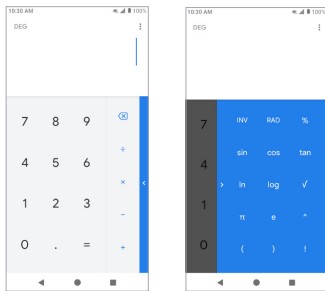 10:30 AM 100%
DEG
7 8 9
÷
4 5 6 ×
1 2 3 −
0 . = +
10:30 AM 100%
DEG
7 INV RAD %
4 sin cos tan
ln log √
1 π e ^
0 ( ) !